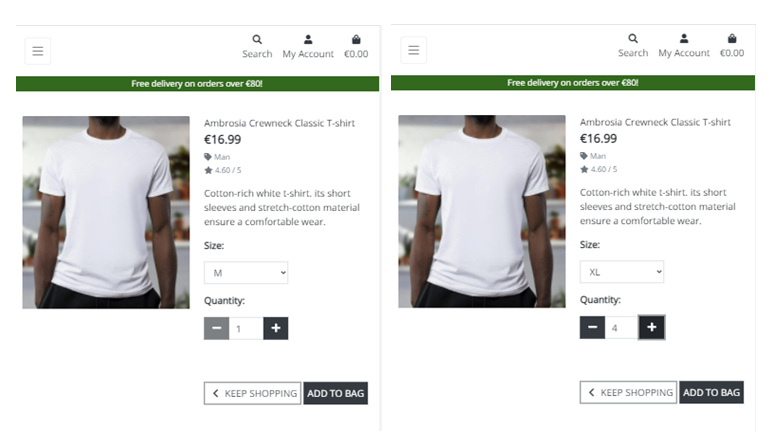 Search My Account €0.00
Free delivery on orders over €80!
Ambrosia Crewneck Classic T-shirt
€16.99
Man
4.60 / 5
Cotton-rich white t-shirt. its short
sleeves and stretch-cotton material
ensure a comfortable wear.
Size:
M
Quantity:
1
KEEP SHOPPING ADD TO BAG
Search My Account €0.00
Free delivery on orders over €80!
Ambrosia Crewneck Classic T-shirt
€16.99
Man
4.60 / 5
Cotton-rich white t-shirt. its short
sleeves and stretch-cotton material
ensure a comfortable wear.
Size:
XL
Quantity:
4
KEEP SHOPPING ADD TO BAG